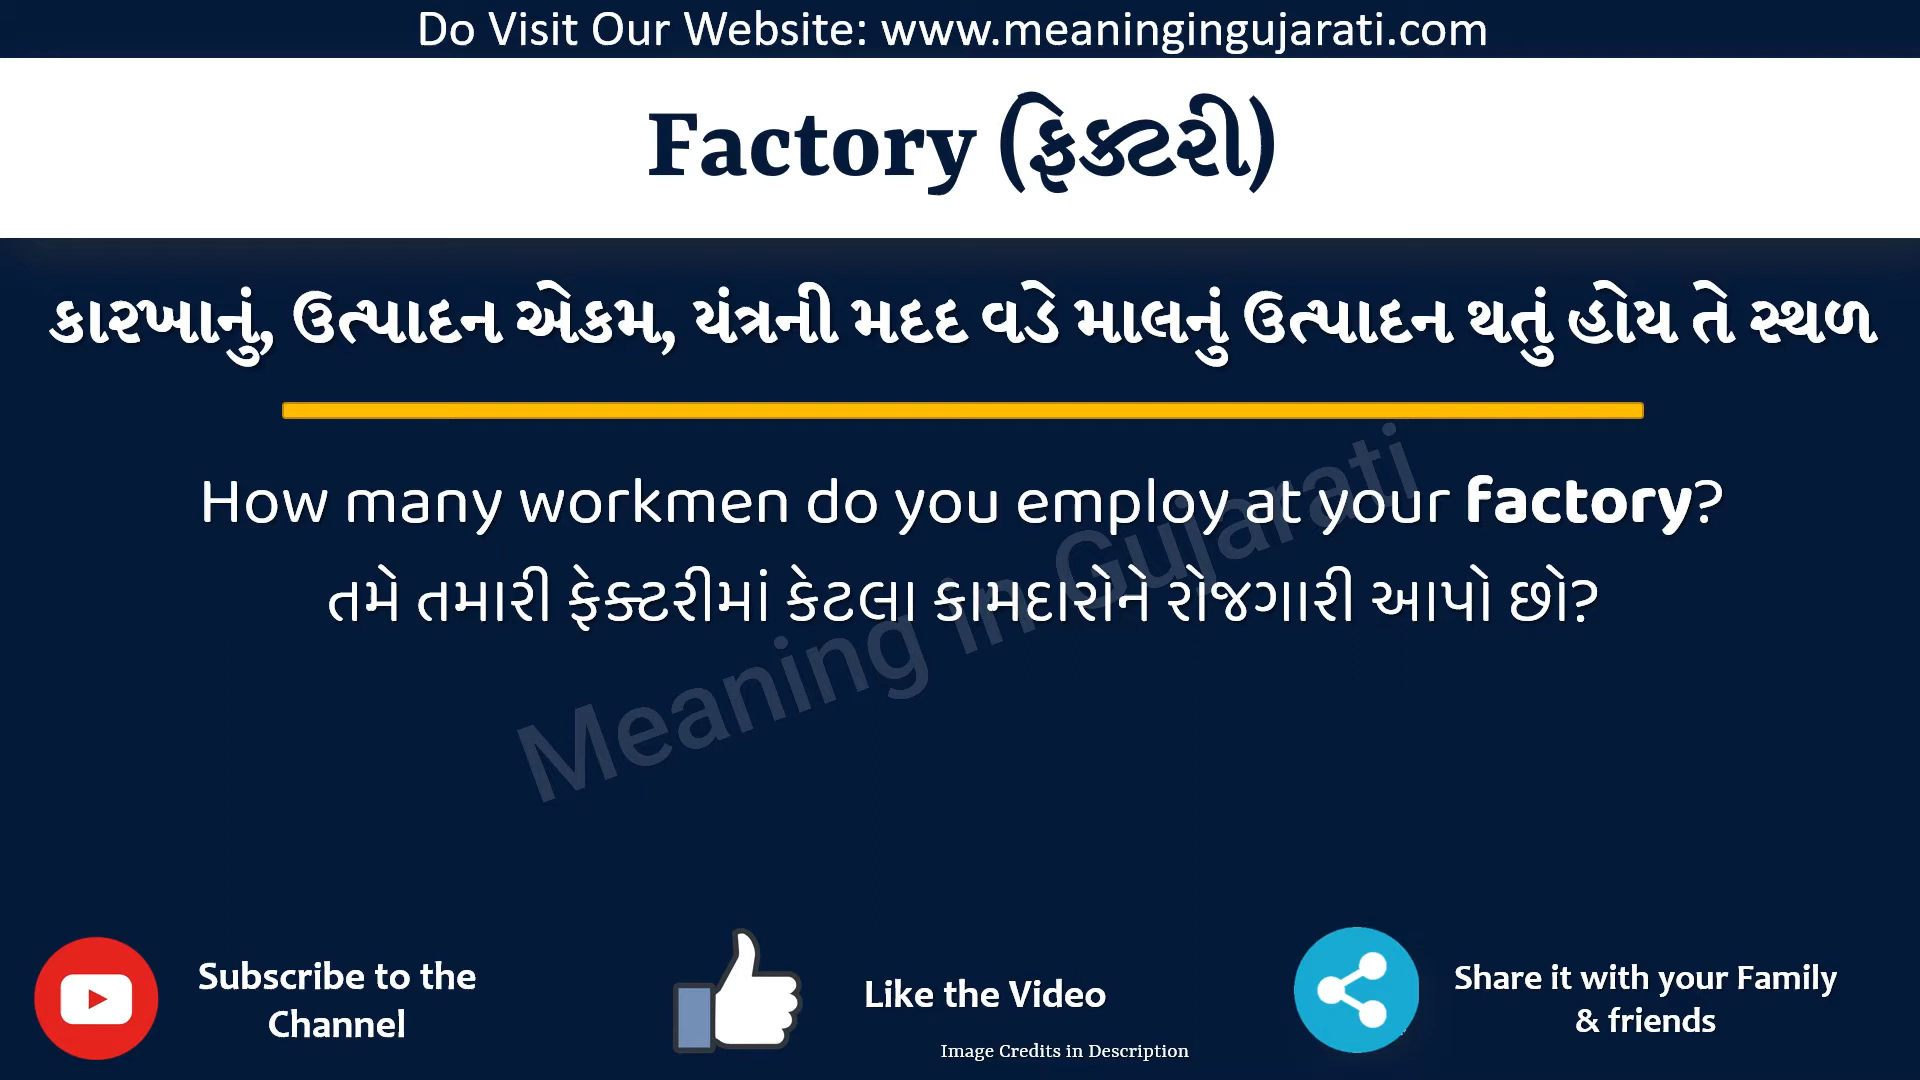 Do Visit Our Website: www.meaningingujarati.com
Factory (ફેક્ટરી)
કારખાનું, ઉત્પાદન એકમ, યંત્રની મદદ વડે માલનું ઉત્પાદન થતું હોય તે સ્થળ
How many workmen do you employ at your factory?
તમે તમારી ફેક્ટરીમાં કેટલા કામદારોને રોજગારી આપો છો?
Meaning in Gujarati
Subscribe to the
Channel
Like the Video
Share it with your Family
& friends
Image Credits in Description